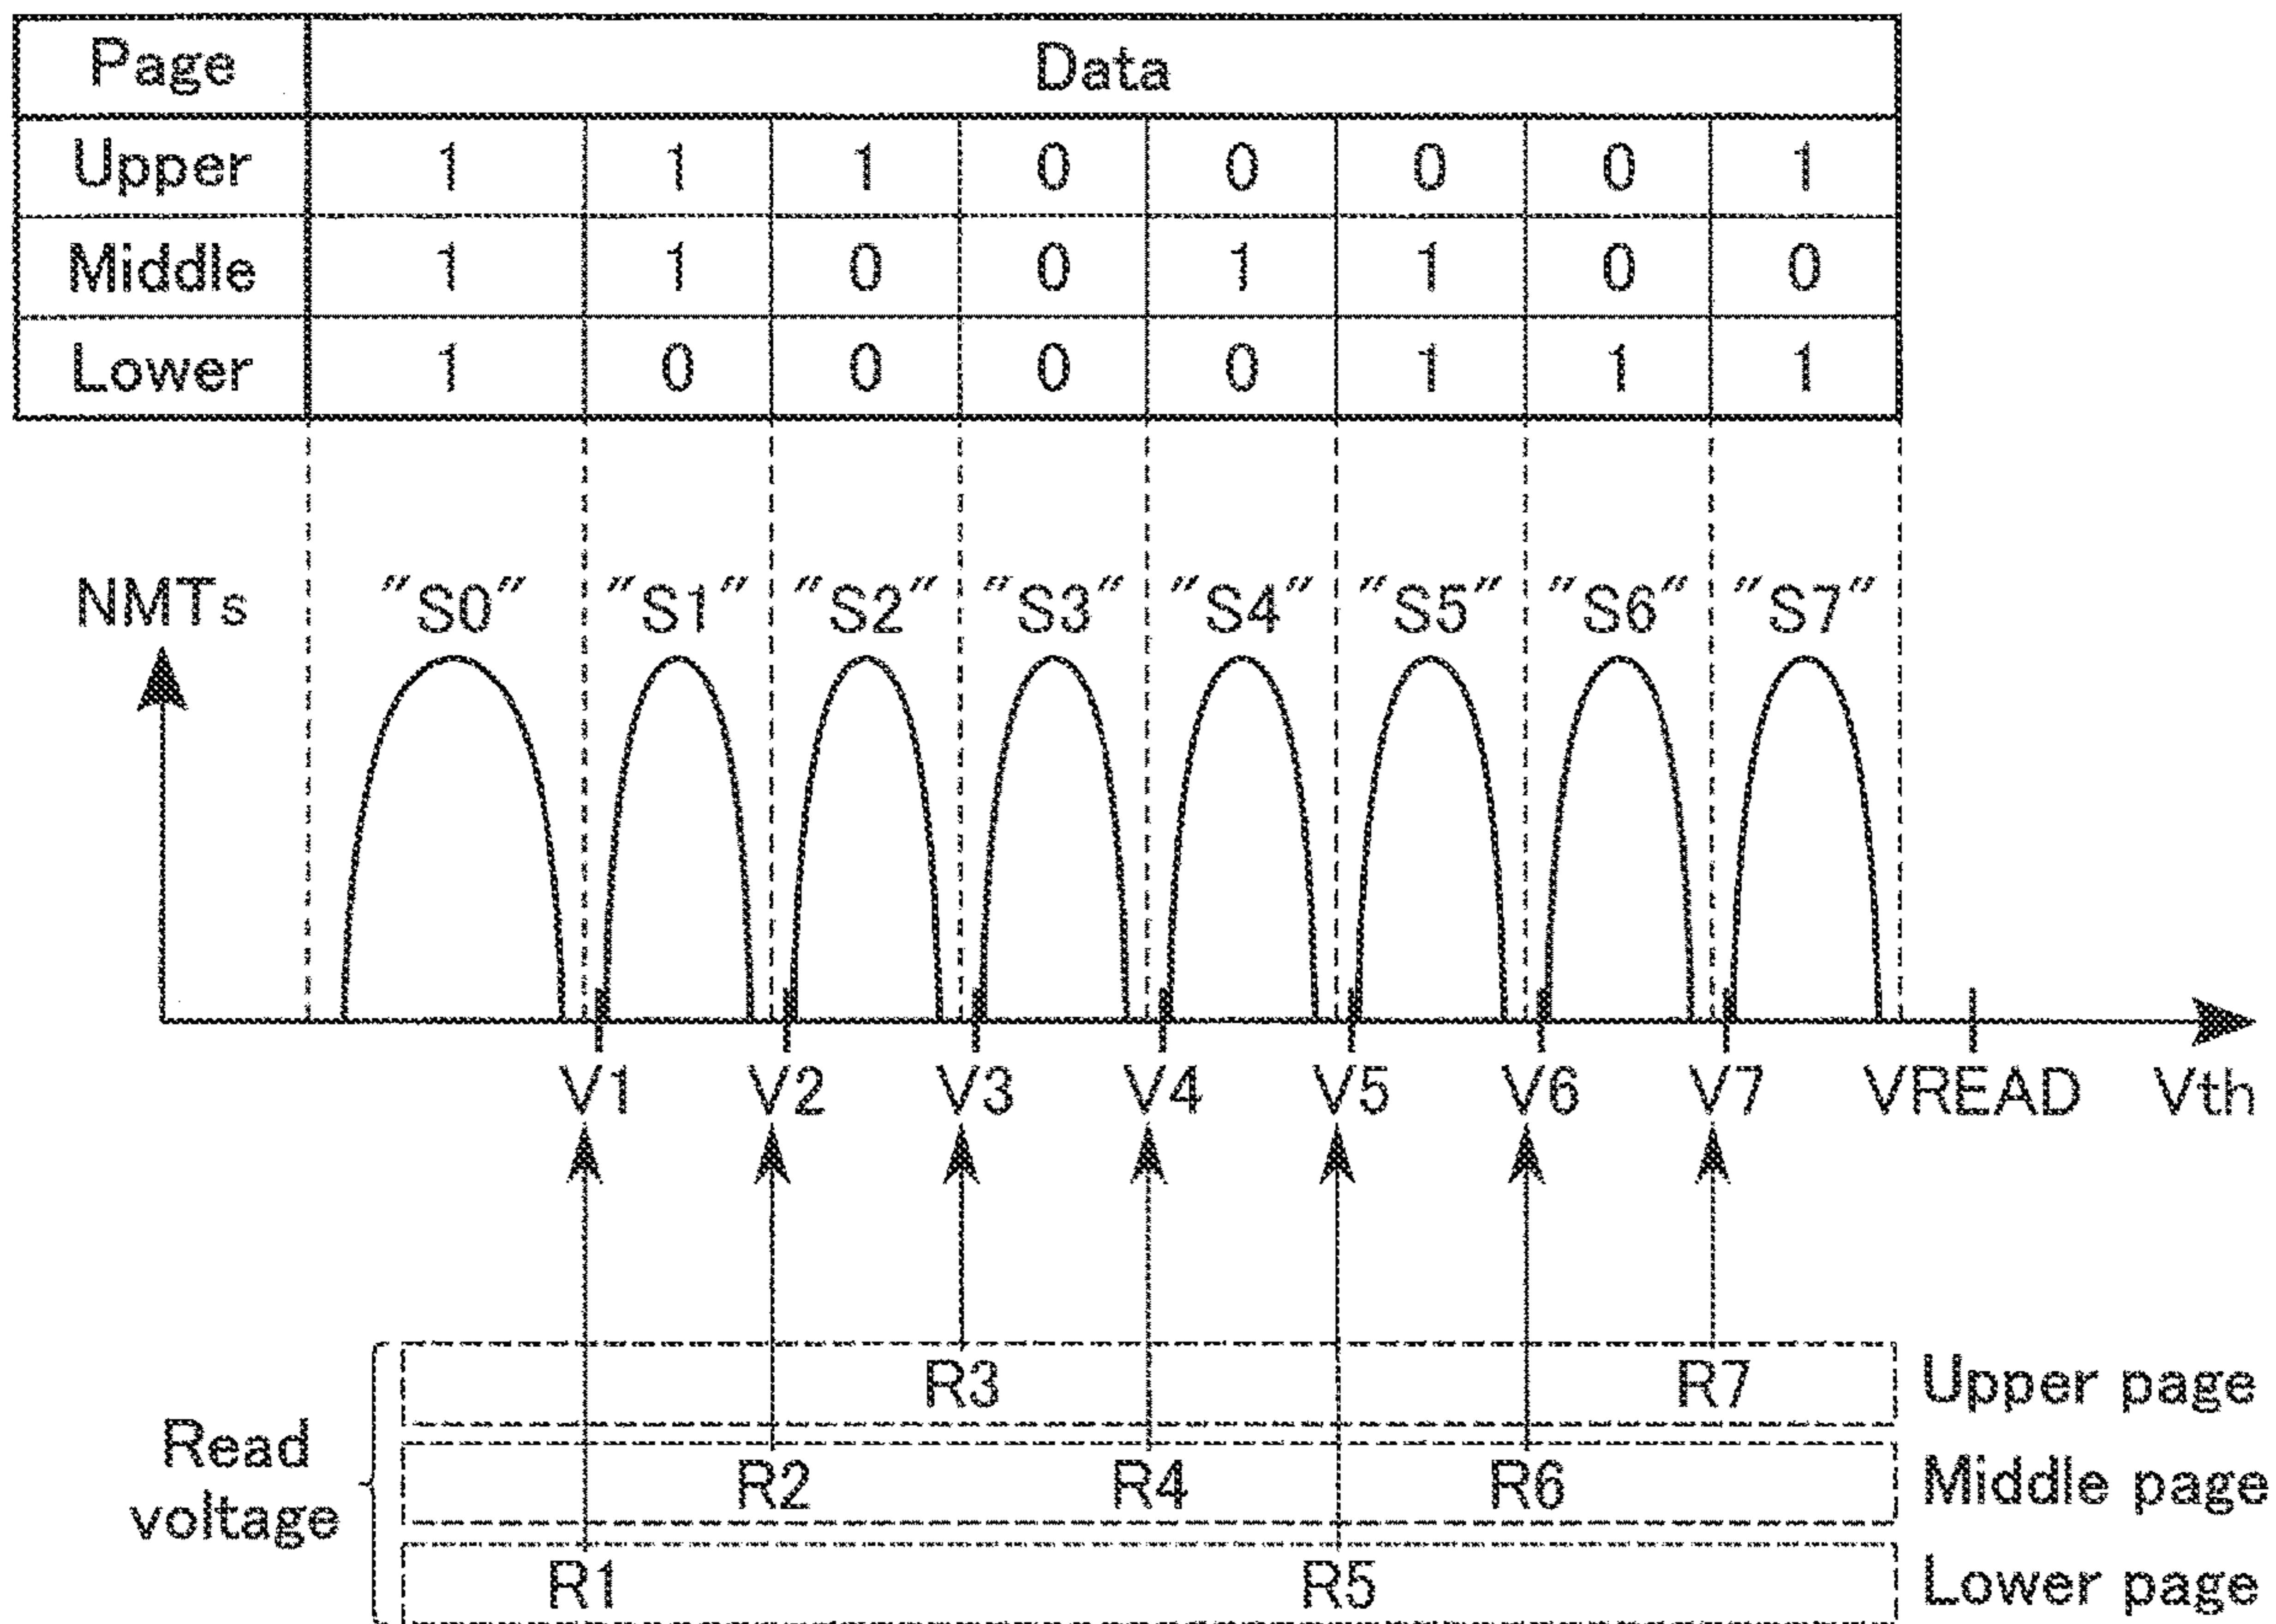 Page Data
Upper 1 1 1 0 0 0 0 1
Middle 1 1 0 0 1 1 0 0
Lower 1 0 0 0 0 1 1 1
NMTs "S0" "S1" "S2" "S3" "S4" "S5" "S6" "S7"
V1 V2 V3 V4 V5 V6 V7 VREAD Vth
R3 R7 Upper page
Read
voltage
R2 R4 R6 Middle page
R1 R5 Lower page